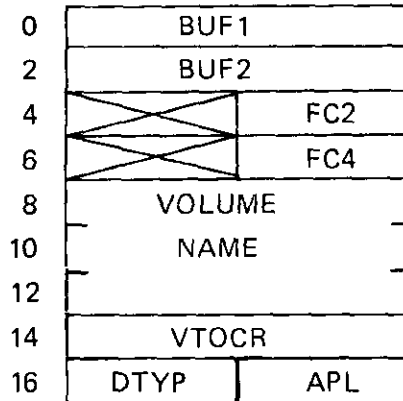 0 BUF1
2 BUF2
4 FC2
6 FC4
8 VOLUME
10 NAME
12
14 VTOCR
16 DTYP APL